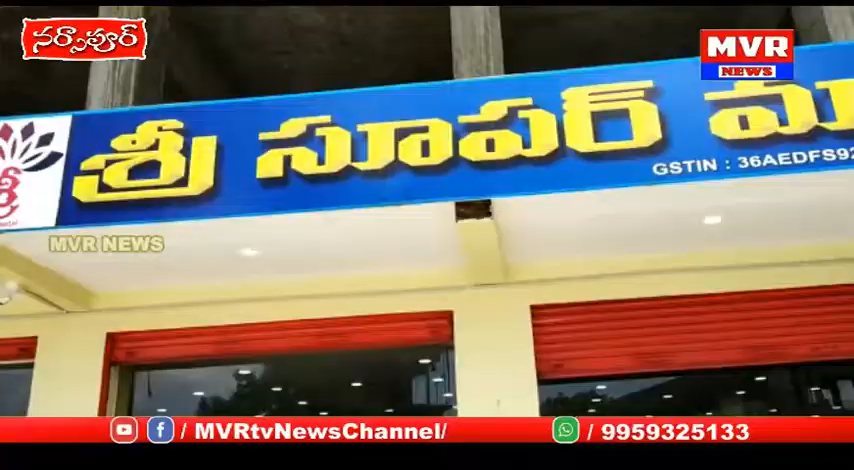 నర్సాపూర్
MVR
NEWS
శ్రీ సూపర్ మా
శ్రీ
GSTIN : 36AEDFS92
MVR NEWS
/ MVRtvNewsChannel/
/ 9959325133